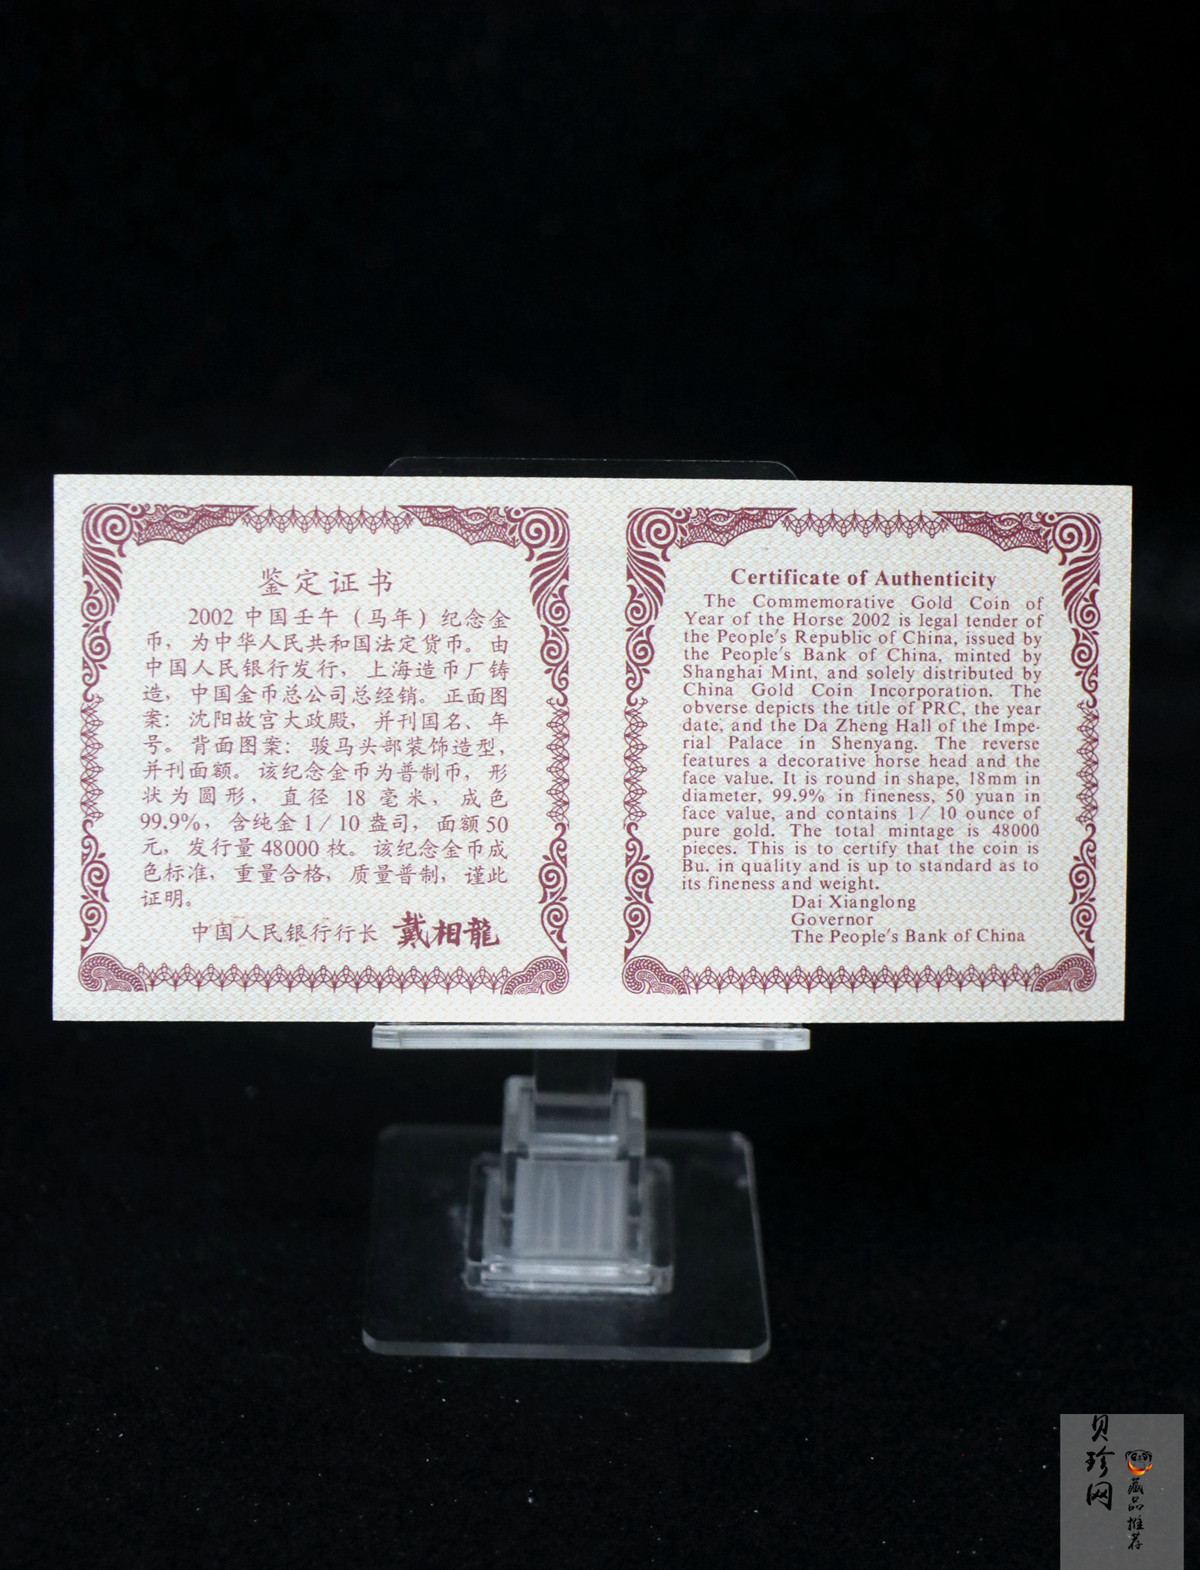 鉴定证书
2002 中国壬午（马年）纪念金
币，为中华人民共和国法定货币。由
中国人民银行发行，上海造币厂铸
造，中国金币总公司总经销。正面图
案：沈阳故宫大政殿，并刊国名、年
号。背面图案：骏马头部装饰造型，
并刊面额。该纪念金币为普制币，形
状为圆形，直径 18 毫米，成色
99.9%，含纯金 1/10 盎司，面额 50
元，发行量 48000 枚。该纪念金币成
色标准，重量合格，质量普制，谨此
证明。
中国人民银行行长 戴相龍
Certificate of Authenticity
The Commemorative Gold Coin of
Year of the Horse 2002 is legal tender of
the People's Republic of China, issued by
the People's Bank of China, minted by
Shanghai Mint, and solely distributed by
China Gold Coin Incorporation. The
obverse depicts the title of PRC, the year
date, and the Da Zheng Hall of the Impe-
rial Palace in Shenyang. The reverse
features a decorative horse head and the
face value. It is round in shape, 18mm in
diameter, 99.9% in fineness, 50 yuan in
face value, and contains 1/10 ounce of
pure gold. The total mintage is 48000
pieces. This is to certify that the coin is
Bu. in quality and is up to standard as to
its fineness and weight.
Dai Xianglong
Governor
The People's Bank of China
贝珍网
藏品推荐